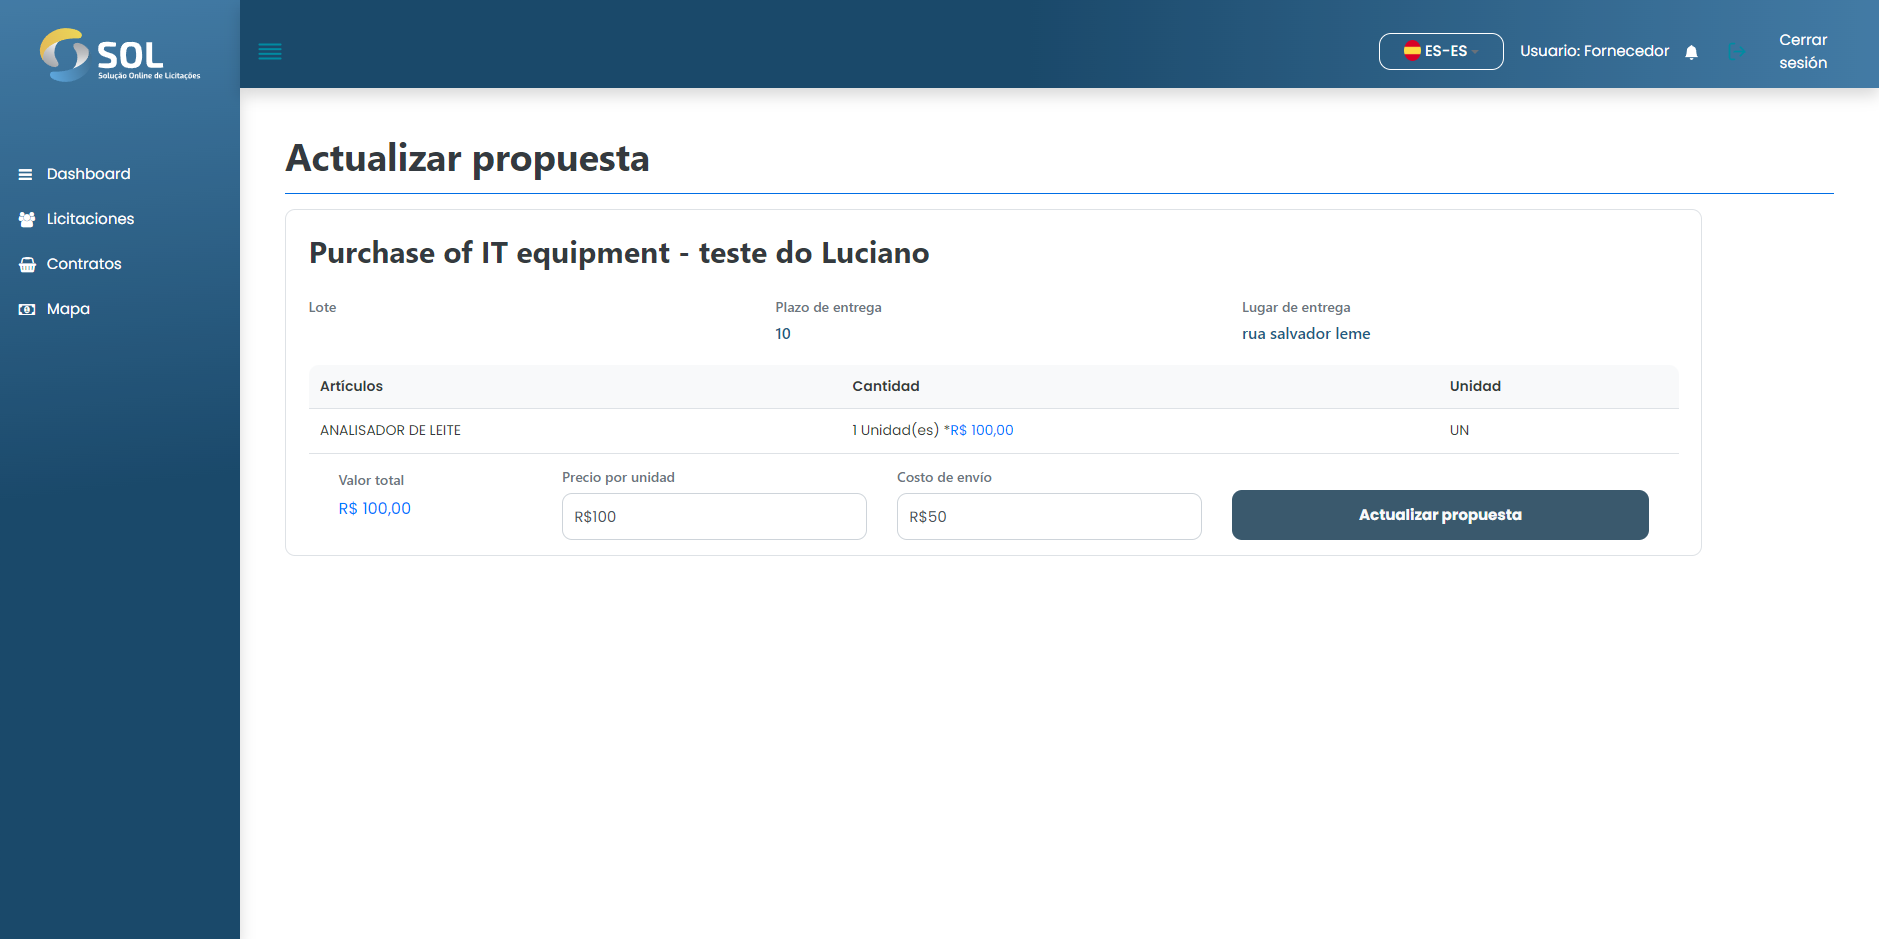 SOL
Solução Online de Licitações
ES-ES
Usuario: Fornecedor
Cerrar
sesión
Dashboard
Licitaciones
Contratos
Mapa
Actualizar propuesta
Purchase of IT equipment - teste do Luciano
Lote
Plazo de entrega
10
Lugar de entrega
rua salvador leme
Artículos Cantidad Unidad
ANALISADOR DE LEITE 1 Unidad(es) *R$ 100,00 UN
Valor total
R$ 100,00
Precio por unidad
R$100
Costo de envío
R$50
Actualizar propuesta